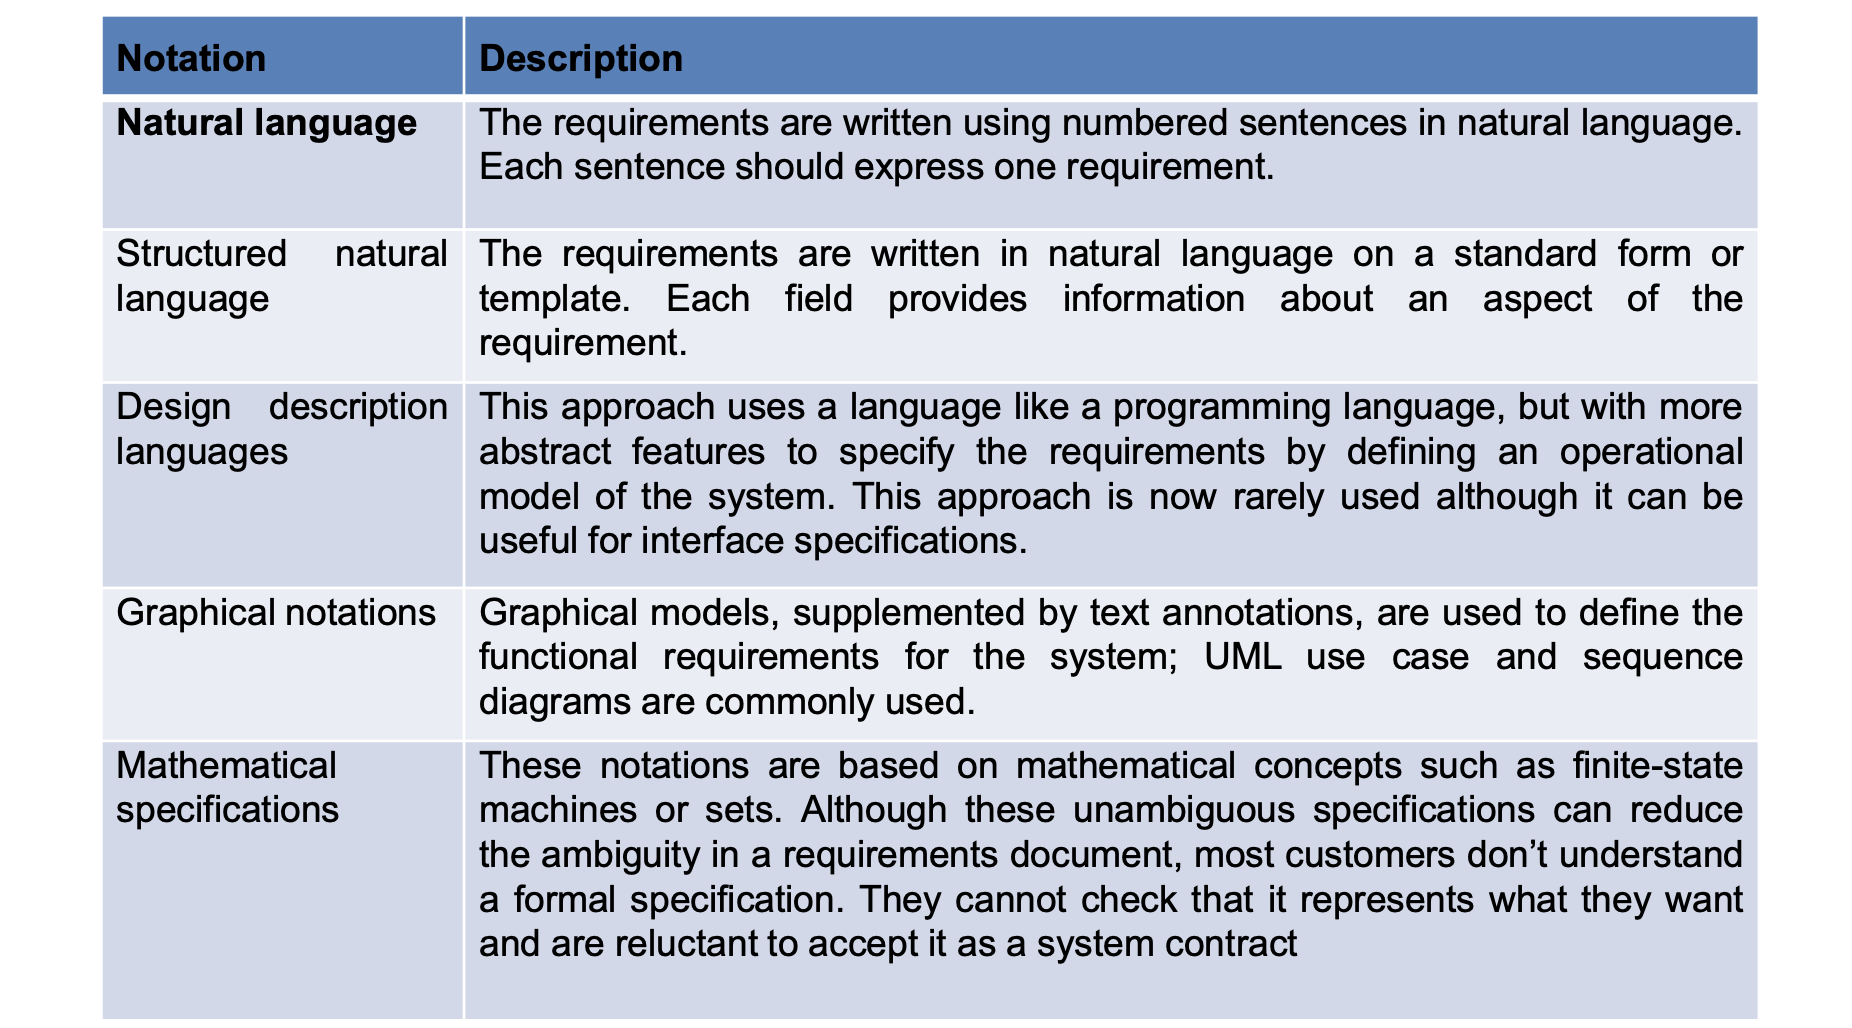 Notation
Description
Natural language
The requirements are written using numbered sentences in natural language.
Each sentence should express one requirement.
Structured natural
language
The requirements are written in natural language on a standard form or
template. Each field provides information about an aspect of the
requirement.
Design description
languages
This approach uses a language like a programming language, but with more
abstract features to specify the requirements by defining an operational
model of the system. This approach is now rarely used although it can be
useful for interface specifications.
Graphical notations
Graphical models, supplemented by text annotations, are used to define the
functional requirements for the system; UML use case and sequence
diagrams are commonly used.
Mathematical
specifications
These notations are based on mathematical concepts such as finite-state
machines or sets. Although these unambiguous specifications can reduce
the ambiguity in a requirements document, most customers don’t understand
a formal specification. They cannot check that it represents what they want
and are reluctant to accept it as a system contract